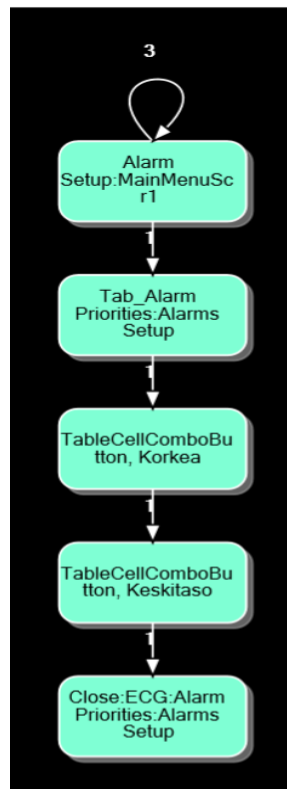 3
Alarm
Setup:MainMenuSc
r1
1
Tab_Alarm
Priorities:Alarms
Setup
1
TableCellComboBu
tton, Korkea
1
TableCellComboBu
tton, Keskitaso
1
Close:ECG:Alarm
Priorities:Alarms
Setup